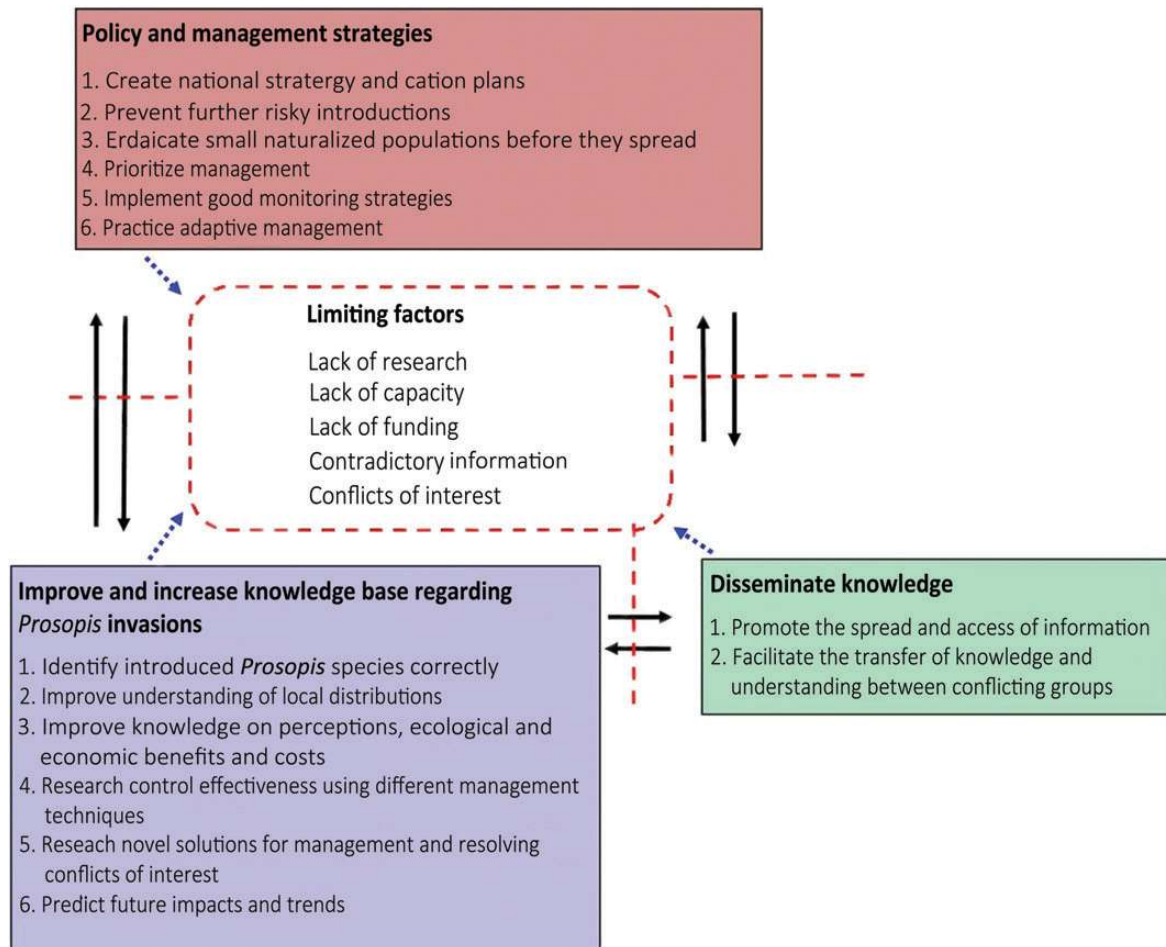 Policy and management strategies
1. Create national stratergy and cation plans
2. Prevent further risky introductions
3. Erdaicate small naturalized populations before they spread
4. Prioritize management
5. Implement good monitoring strategies
6. Practice adaptive management
Limiting factors
Lack of research
Lack of capacity
Lack of funding
Contradictory information
Conflicts of interest
Improve and increase knowledge base regarding
Prosopis invasions
1. Identify introduced Prosopis species correctly
2. Improve understanding of local distributions
3. Improve knowledge on perceptions, ecological and
economic benefits and costs
4. Research control effectiveness using different management
techniques
5. Reseach novel solutions for management and resolving
conflicts of interest
6. Predict future impacts and trends
Disseminate knowledge
1. Promote the spread and access of information
2. Facilitate the transfer of knowledge and
understanding between conflicting groups